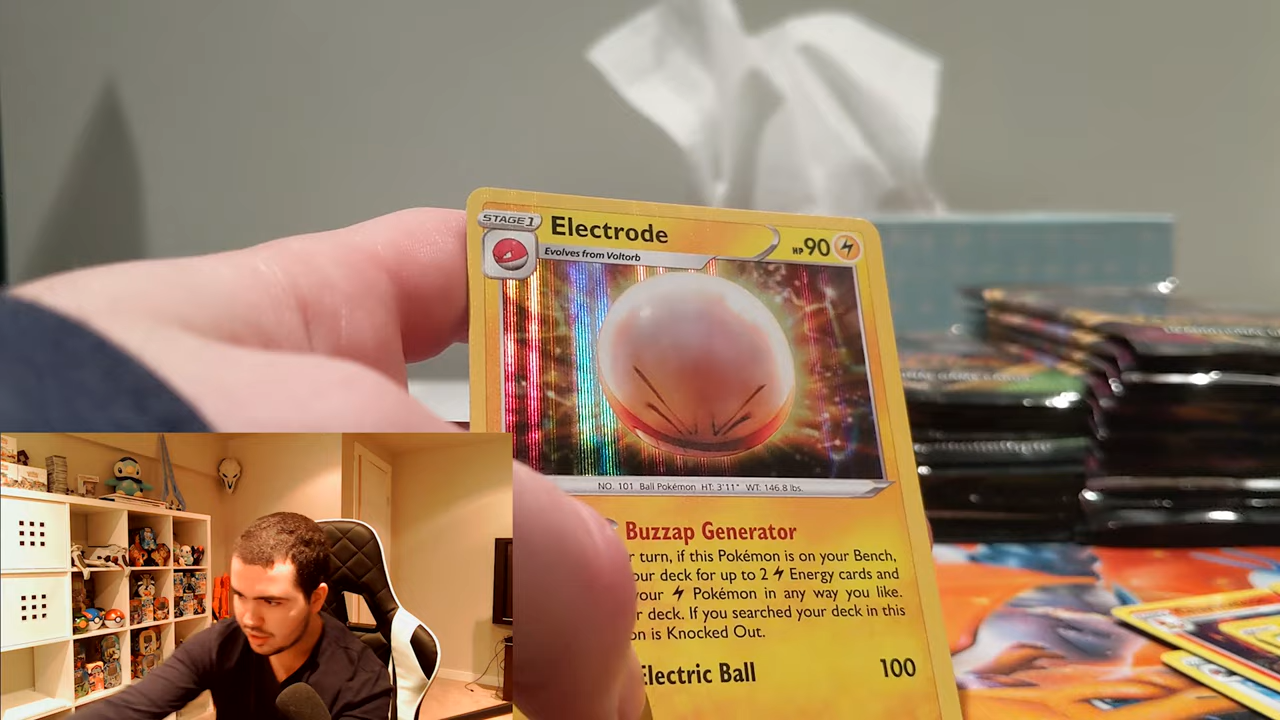 STAGE 1
Electrode
HP 90
Evolves from Voltorb
NO. 101 Ball Pokémon HT: 3'11" WT: 146.8 lbs.
Buzzap Generator
r turn, if this Pokémon is on your Bench,
our deck for up to 2 Energy cards and
your Pokémon in any way you like.
r deck. If you searched your deck in this
on is Knocked Out.
Electric Ball 100